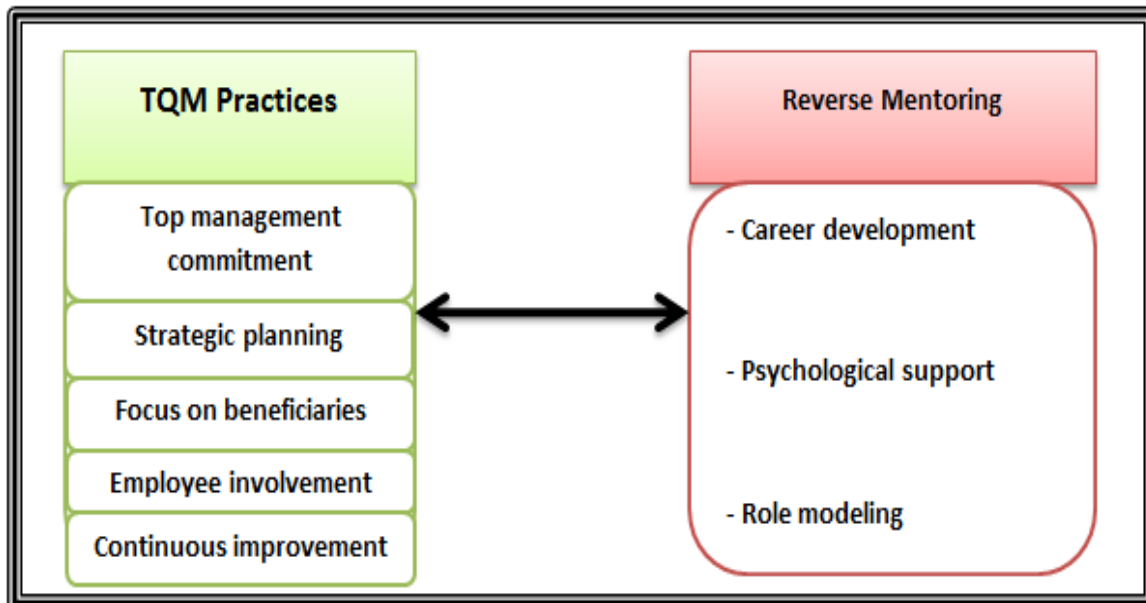 TQM Practices
Top management
commitment
Strategic planning
Focus on beneficiaries
Employee involvement
Continuous improvement
Reverse Mentoring
- Career development
- Psychological support
- Role modeling